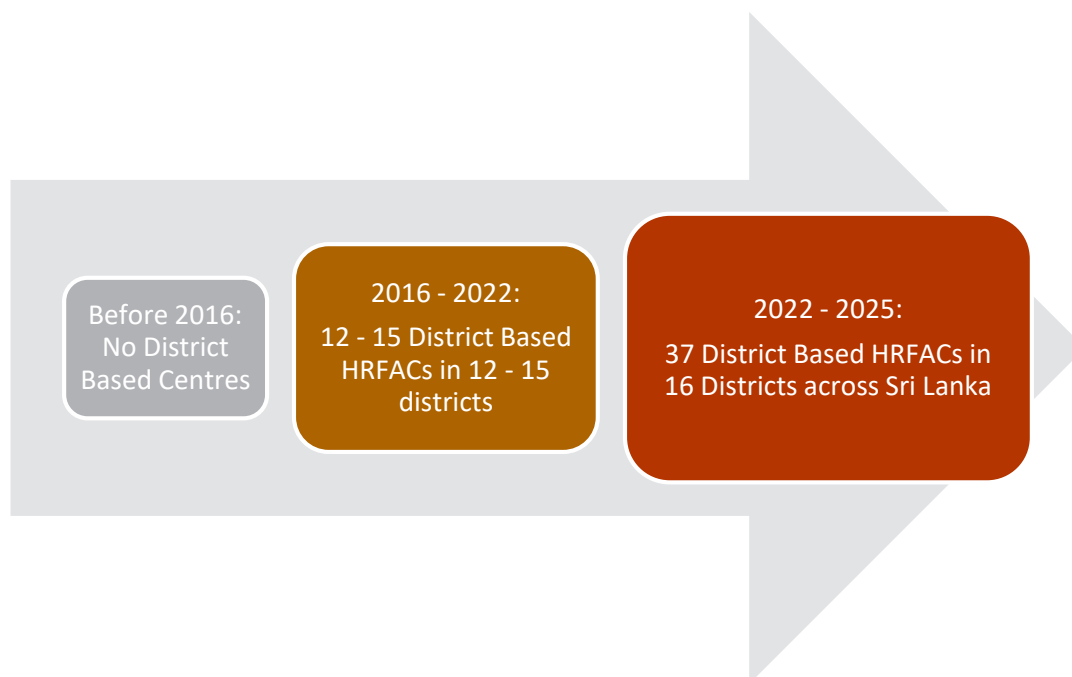 Before 2016:
No District
Based Centres
2016 - 2022:
12 - 15 District Based
HRFACs in 12 - 15
districts
2022 - 2025:
37 District Based HRFACs in
16 Districts across Sri Lanka